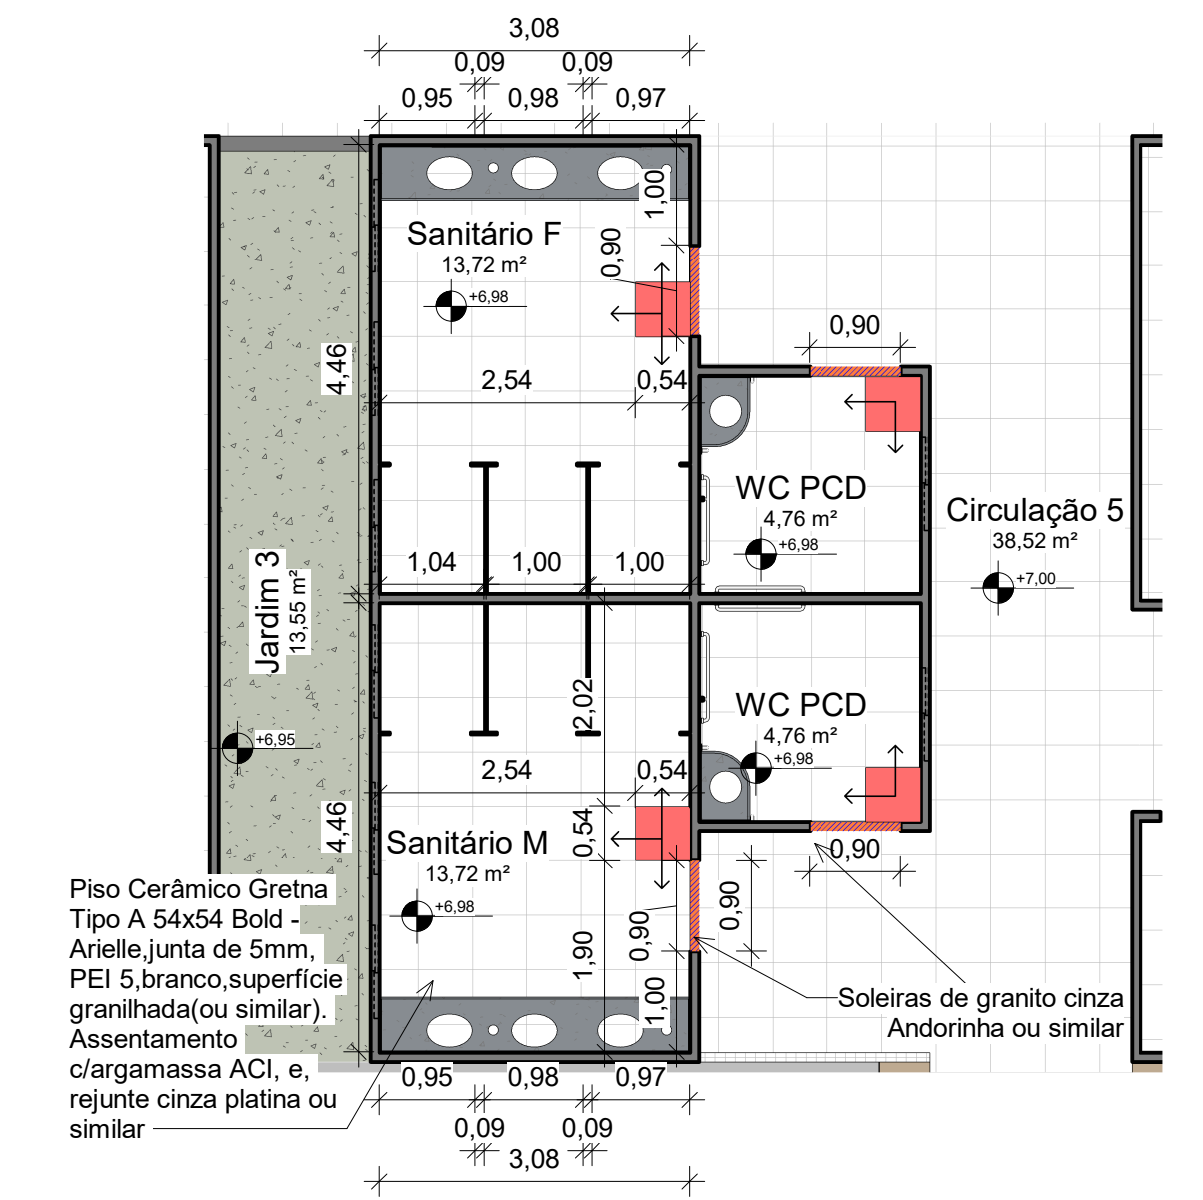 3,08
0,09
0,09
0,95
0,98
0,97
1,00
Sanitário F
13,72 m²
+6,98
0,90
0,90
4,46
2,54
0,54
WC PCD
4,76 m²
+6,98
Circulação 5
38,52 m²
+7,00
1,04
1,00
1,00
Jardim 3
13,55 m²
+6,95
2,02
WC PCD
4,76 m²
+6,98
2,54
0,54
4,46
0,54
Sanitário M
13,72 m²
+6,98
0,90
0,90
0,90
1,90
1,00
Piso Cerâmico Gretna
Tipo A 54x54 Bold -
Arielle,junta de 5mm,
PEI 5,branco,superfície
granilhada(ou similar).
Assentamento
c/argamassa ACI, e,
rejunte cinza platina ou
similar
Soleiras de granito cinza
Andorinha ou similar
0,95
0,98
0,97
0,09
0,09
3,08